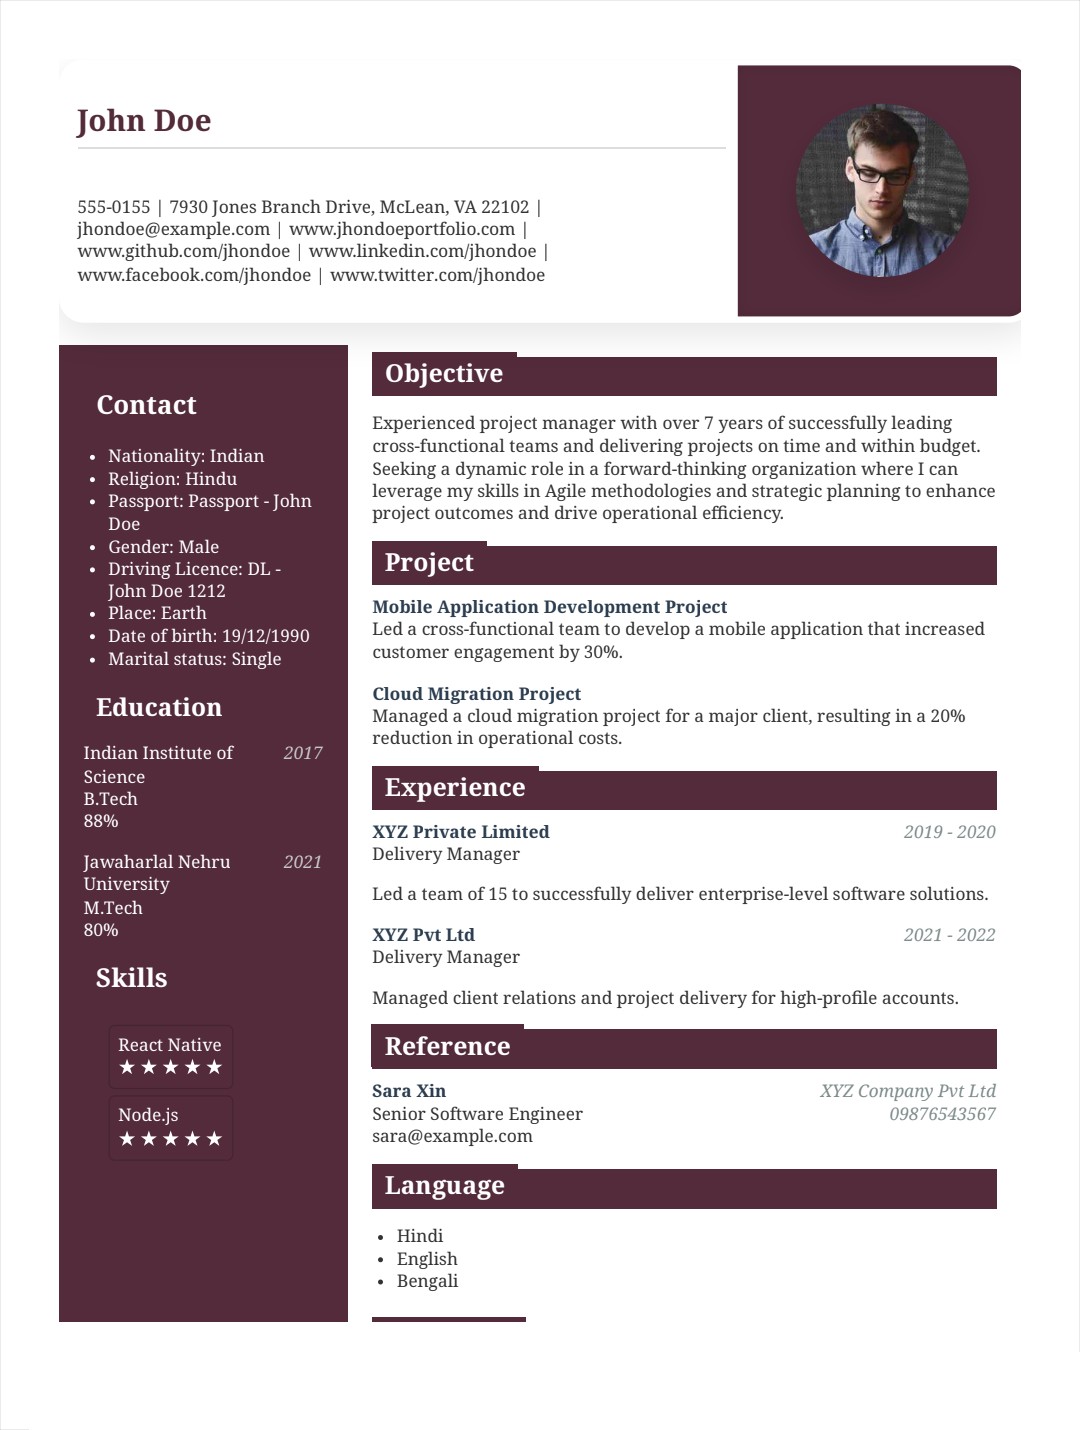 John Doe
555-0155 | 7930 Jones Branch Drive, McLean, VA 22102 |
jhondoe@example.com | www.jhondoeportfolio.com |
www.github.com/jhondoe | www.linkedin.com/jhondoe |
www.facebook.com/jhondoe | www.twitter.com/jhondoe
Contact
• Nationality: Indian
• Religion: Hindu
• Passport: Passport - John
Doe
• Gender: Male
• Driving Licence: DL -
John Doe 1212
• Place: Earth
• Date of birth: 19/12/1990
• Marital status: Single
Education
Indian Institute of 2017
Science
B.Tech
88%
Jawaharlal Nehru 2021
University
M.Tech
80%
Skills
React Native
★ ★ ★ ★ ★
Node.js
★ ★ ★ ★ ★
Objective
Experienced project manager with over 7 years of successfully leading
cross-functional teams and delivering projects on time and within budget.
Seeking a dynamic role in a forward-thinking organization where I can
leverage my skills in Agile methodologies and strategic planning to enhance
project outcomes and drive operational efficiency.
Project
Mobile Application Development Project
Led a cross-functional team to develop a mobile application that increased
customer engagement by 30%.
Cloud Migration Project
Managed a cloud migration project for a major client, resulting in a 20%
reduction in operational costs.
Experience
XYZ Private Limited 2019 - 2020
Delivery Manager
Led a team of 15 to successfully deliver enterprise-level software solutions.
XYZ Pvt Ltd 2021 - 2022
Delivery Manager
Managed client relations and project delivery for high-profile accounts.
Reference
Sara Xin XYZ Company Pvt Ltd
Senior Software Engineer 09876543567
sara@example.com
Language
• Hindi
• English
• Bengali